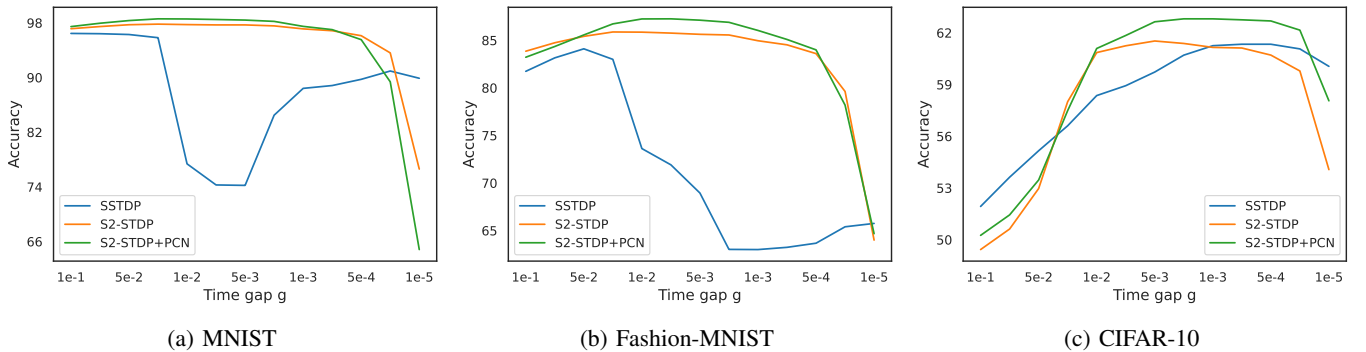 98
90
82
74
66
Accuracy
SSTDP
S2-STDP
S2-STDP+PCN
1e-1 5e-2 1e-2 5e-3 1e-3 5e-4 1e-5
Time gap g
(a) MNIST
85
80
75
70
65
Accuracy
SSTDP
S2-STDP
S2-STDP+PCN
1e-1 5e-2 1e-2 5e-3 1e-3 5e-4 1e-5
Time gap g
(b) Fashion-MNIST
62
59
56
53
50
Accuracy
SSTDP
S2-STDP
S2-STDP+PCN
1e-1 5e-2 1e-2 5e-3 1e-3 5e-4 1e-5
Time gap g
(c) CIFAR-10